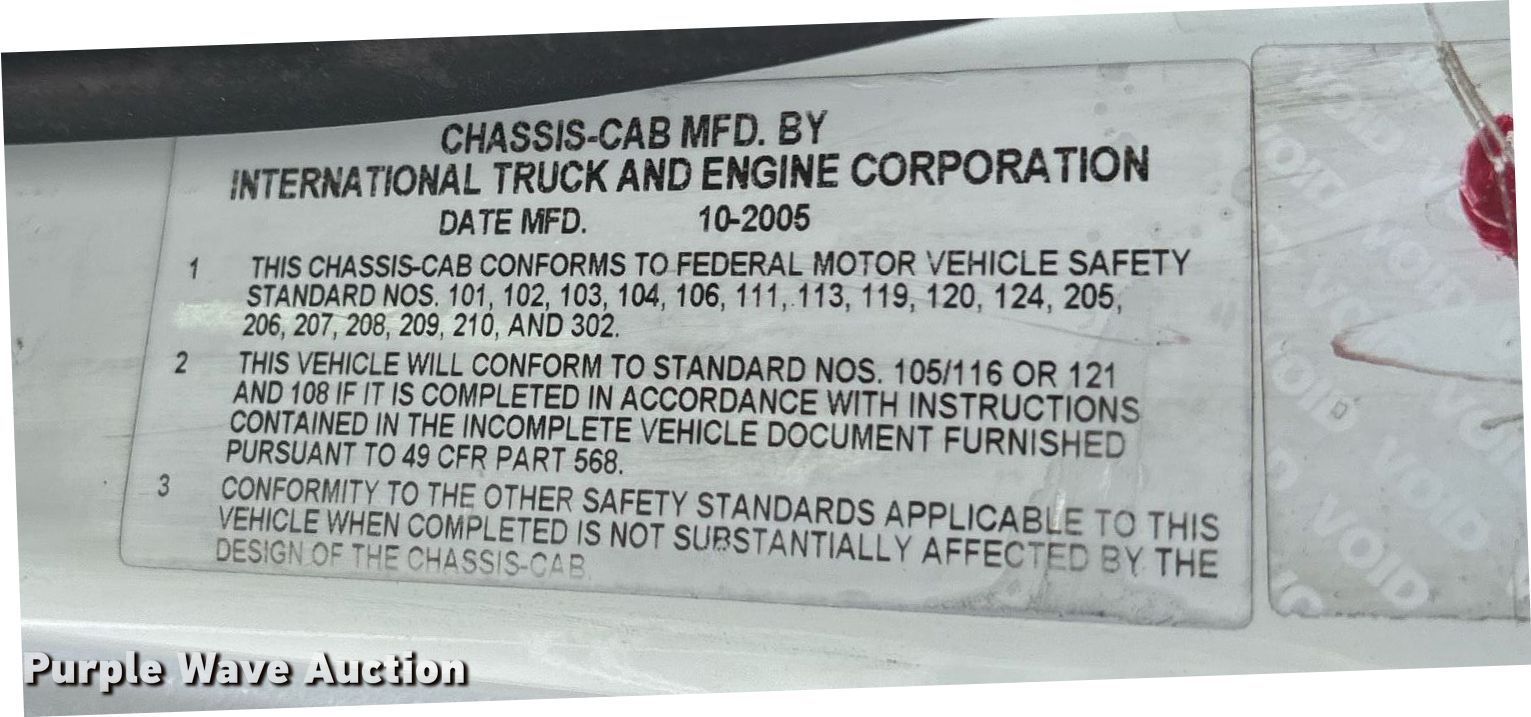 CHASSIS-CAB MFD. BY
INTERNATIONAL TRUCK AND ENGINE CORPORATION
DATE MFD. 10-2005
1 THIS CHASSIS-CAB CONFORMS TO FEDERAL MOTOR VEHICLE SAFETY
STANDARD NOS. 101, 102, 103, 104, 106, 111, 113, 119, 120, 124, 205,
206, 207, 208, 209, 210, AND 302.
2 THIS VEHICLE WILL CONFORM TO STANDARD NOS. 105/116 OR 121
AND 108 IF IT IS COMPLETED IN ACCORDANCE WITH INSTRUCTIONS
CONTAINED IN THE INCOMPLETE VEHICLE DOCUMENT FURNISHED
PURSUANT TO 49 CFR PART 568.
3 CONFORMITY TO THE OTHER SAFETY STANDARDS APPLICABLE TO THIS
VEHICLE WHEN COMPLETED IS NOT SUBSTANTIALLY AFFECTED BY THE
DESIGN OF THE CHASSIS-CAB.
VOID
VOID
VOID
VOID
VOID
VOID
Purple Wave Auction